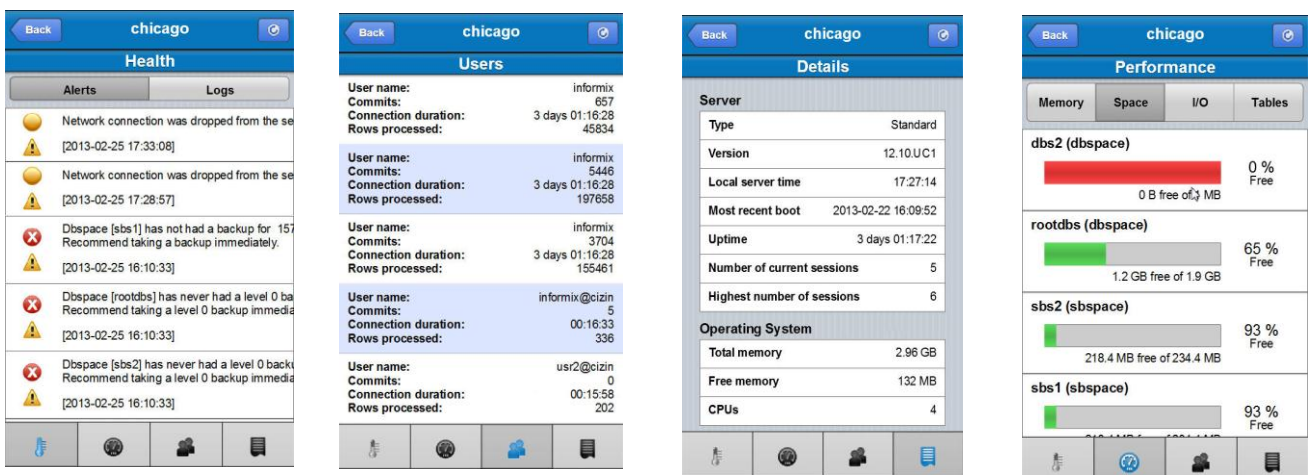 Back chicago
Health
Alerts Logs
Network connection was dropped from the se
[2013-02-25 17:33:08]
Network connection was dropped from the se
[2013-02-25 17:28:57]
Dbspace [sbs1] has not had a backup for 157
Recommend taking a backup immediately.
[2013-02-25 16:10:33]
Dbspace [rootdbs] has never had a level 0 ba
Recommend taking a level 0 backup immedia
[2013-02-25 16:10:33]
Dbspace [sbs2] has never had a level 0 backu
Recommend taking a level 0 backup immedia
[2013-02-25 16:10:33]
Back chicago
Users
User name: informix
Commits: 657
Connection duration: 3 days 01:16:28
Rows processed: 45834
User name: informix
Commits: 5446
Connection duration: 3 days 01:16:28
Rows processed: 197658
User name: informix
Commits: 3704
Connection duration: 3 days 01:16:28
Rows processed: 155461
User name: informix@cizin
Commits: 5
Connection duration: 00:16:33
Rows processed: 336
User name: usr2@cizin
Commits: 0
Connection duration: 00:15:58
Rows processed: 202
Back chicago
Details
Server
Type Standard
Version 12.10.UC1
Local server time 17:27:14
Most recent boot 2013-02-22 16:09:52
Uptime 3 days 01:17:22
Number of current sessions 5
Highest number of sessions 6
Operating System
Total memory 2.96 GB
Free memory 132 MB
CPUs 4
Back chicago
Performance
Memory Space I/O Tables
dbs2 (dbspace)
0 %
Free
0 B free of MB
rootdbs (dbspace)
65 %
Free
1.2 GB free of 1.9 GB
sbs2 (sbspace)
93 %
Free
218.4 MB free of 234.4 MB
sbs1 (sbspace)
93 %
Free